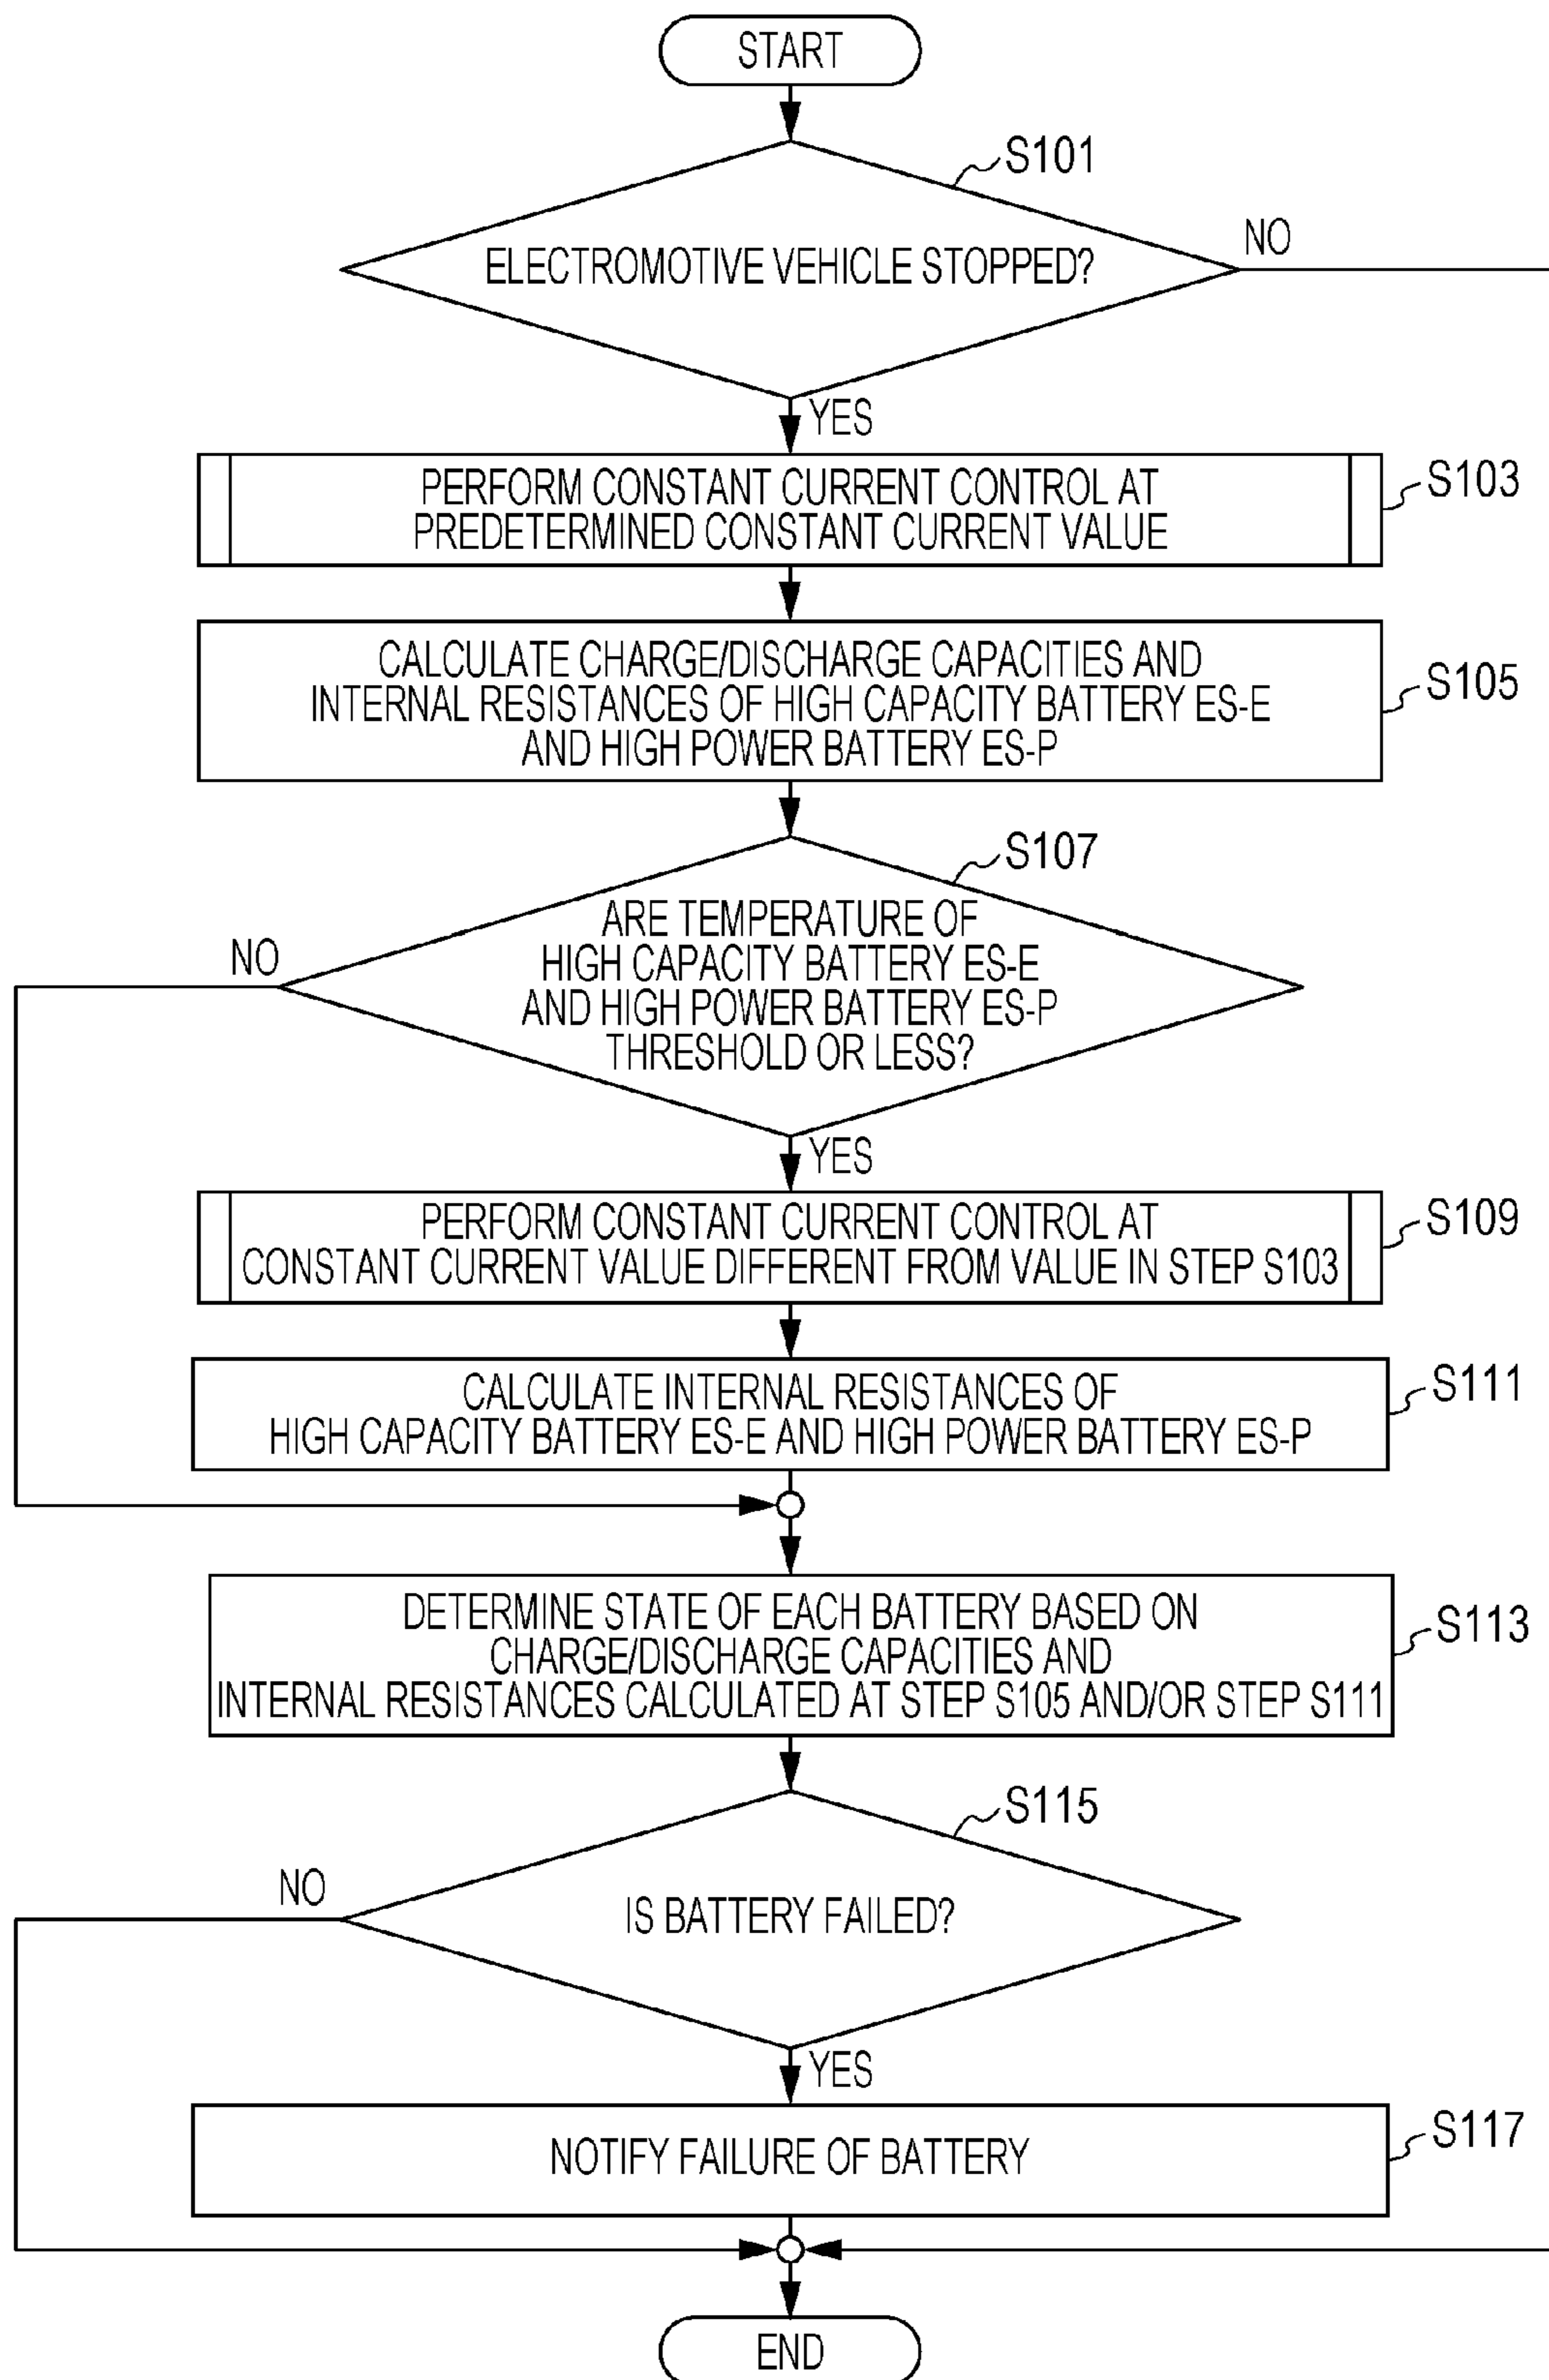 START
S101
ELECTROMOTIVE VEHICLE STOPPED?
NO
YES
PERFORM CONSTANT CURRENT CONTROL AT
PREDETERMINED CONSTANT CURRENT VALUE
S103
CALCULATE CHARGE/DISCHARGE CAPACITIES AND
INTERNAL RESISTANCES OF HIGH CAPACITY BATTERY ES-E
AND HIGH POWER BATTERY ES-P
S105
S107
ARE TEMPERATURE OF
HIGH CAPACITY BATTERY ES-E
AND HIGH POWER BATTERY ES-P
THRESHOLD OR LESS?
NO
YES
PERFORM CONSTANT CURRENT CONTROL AT
CONSTANT CURRENT VALUE DIFFERENT FROM VALUE IN STEP S103
S109
CALCULATE INTERNAL RESISTANCES OF
HIGH CAPACITY BATTERY ES-E AND HIGH POWER BATTERY ES-P
S111
DETERMINE STATE OF EACH BATTERY BASED ON
CHARGE/DISCHARGE CAPACITIES AND
INTERNAL RESISTANCES CALCULATED AT STEP S105 AND/OR STEP S111
S113
S115
IS BATTERY FAILED?
NO
YES
NOTIFY FAILURE OF BATTERY
S117
END